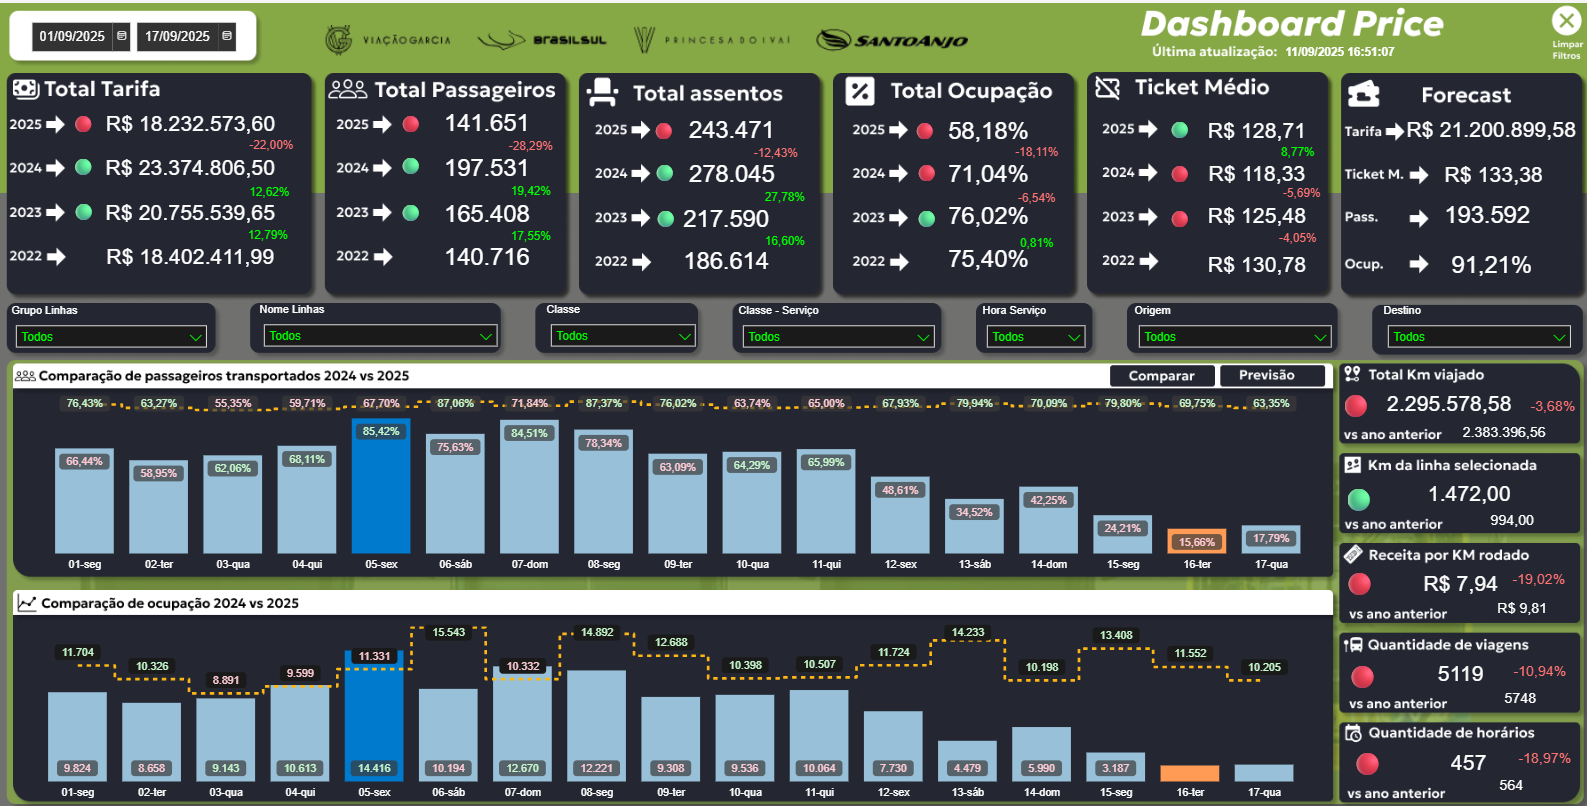 01/09/2025
17/09/2025
VIAÇÃO GARCIA
BRASILSUL
PRINCESA DO IVAÍ
SANTO ANJO
Dashboard Price
Última atualização: 11/09/2025 16:51:07
Limpar
Filtros
Total Tarifa
2025 R$ 18.232.573,60
-22,00%
2024 R$ 23.374.806,50
12,62%
2023 R$ 20.755.539,65
12,79%
2022 R$ 18.402.411,99
Total Passageiros
2025 141.651
-28,29%
2024 197.531
19,42%
2023 165.408
17,55%
2022 140.716
Total assentos
2025 243.471
-12,43%
2024 278.045
27,78%
2023 217.590
16,60%
2022 186.614
Total Ocupação
2025 58,18%
-18,11%
2024 71,04%
-6,54%
2023 76,02%
0,81%
2022 75,40%
Ticket Médio
2025 R$ 128,71
8,77%
2024 R$ 118,33
-5,69%
2023 R$ 125,48
-4,05%
2022 R$ 130,78
Forecast
Tarifa R$ 21.200.899,58
Ticket M. R$ 133,38
Pass. 193.592
Ocup. 91,21%
Grupo Linhas
Todos
Nome Linhas
Todos
Classe
Todos
Classe - Serviço
Todos
Hora Serviço
Todos
Origem
Todos
Destino
Todos
Comparação de passageiros transportados 2024 vs 2025
Comparar
Previsão
76,43% 63,27% 55,35% 59,71% 67,70% 87,06% 71,84% 87,37% 76,02% 63,74% 65,00% 67,93% 79,94% 70,09% 79,80% 69,75% 63,35%
66,44% 58,95% 62,06% 68,11% 85,42% 75,63% 84,51% 78,34% 63,09% 64,29% 65,99% 48,61% 34,52% 42,25% 24,21% 15,66% 17,79%
01-seg 02-ter 03-qua 04-qui 05-sex 06-sáb 07-dom 08-seg 09-ter 10-qua 11-qui 12-sex 13-sáb 14-dom 15-seg 16-ter 17-qua
Comparação de ocupação 2024 vs 2025
11.704 10.326 8.891 9.599 11.331 15.543 10.332 14.892 12.688 10.398 10.507 11.724 14.233 10.198 13.408 11.552 10.205
9.824 8.658 9.143 10.613 14.416 10.194 12.670 12.221 9.308 9.536 10.064 7.730 4.479 5.990 3.187
01-seg 02-ter 03-qua 04-qui 05-sex 06-sáb 07-dom 08-seg 09-ter 10-qua 11-qui 12-sex 13-sáb 14-dom 15-seg 16-ter 17-qua
Total Km viajado
2.295.578,58 -3,68%
vs ano anterior 2.383.396,56
Km da linha selecionada
1.472,00
vs ano anterior 994,00
Receita por KM rodado
R$ 7,94 -19,02%
vs ano anterior R$ 9,81
Quantidade de viagens
5119 -10,94%
vs ano anterior 5748
Quantidade de horários
457 -18,97%
vs ano anterior 564